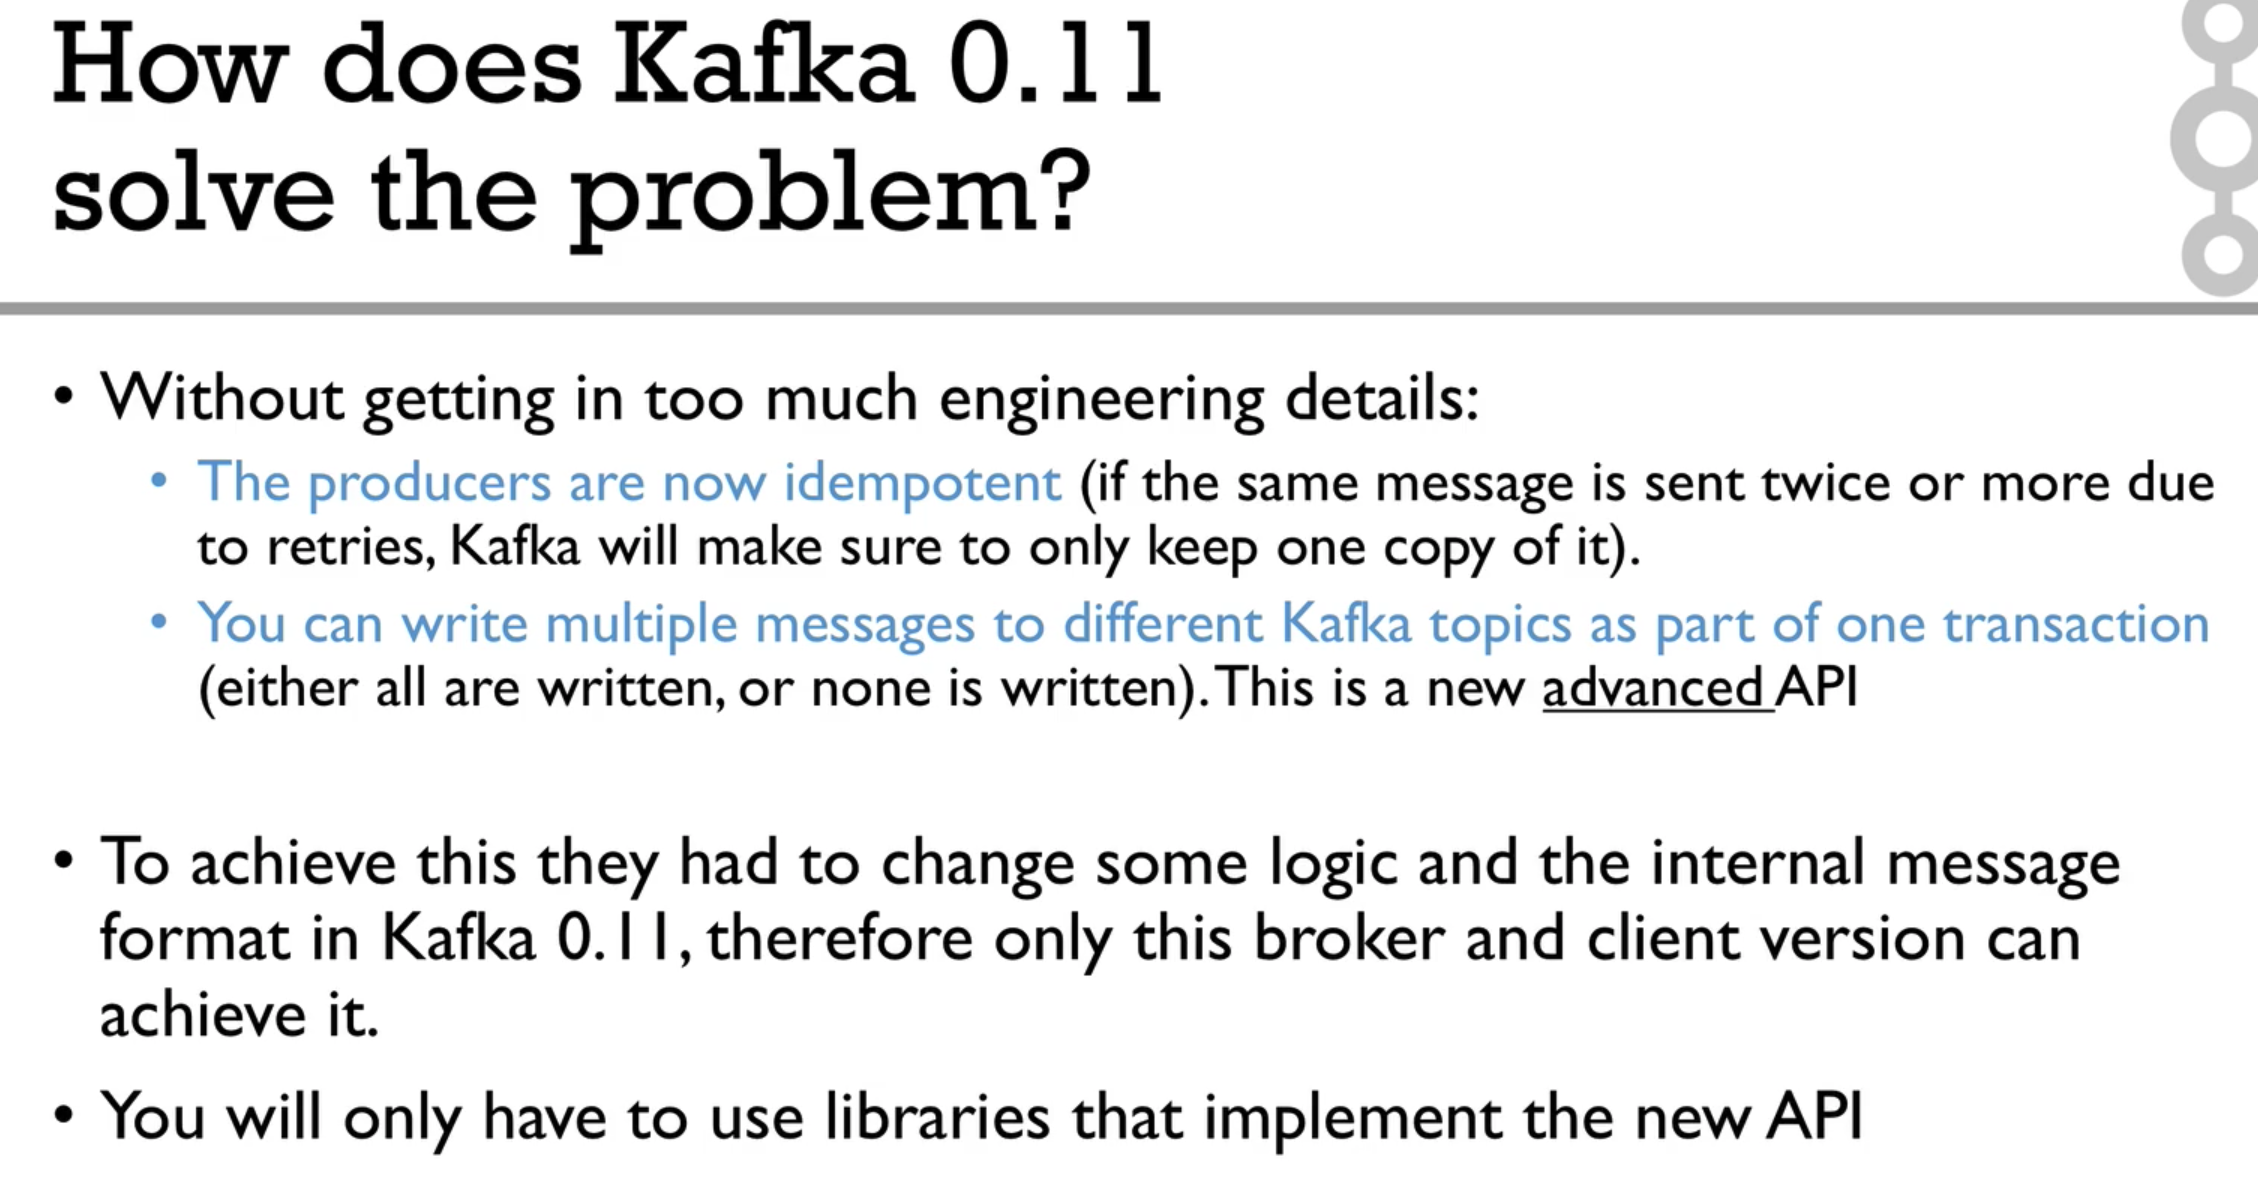 How does Kafka 0.11
solve the problem?
• Without getting in too much engineering details:
• The producers are now idempotent (if the same message is sent twice or more due
to retries, Kafka will make sure to only keep one copy of it).
• You can write multiple messages to different Kafka topics as part of one transaction
(either all are written, or none is written). This is a new advanced API
• To achieve this they had to change some logic and the internal message
format in Kafka 0.11, therefore only this broker and client version can
achieve it.
• You will only have to use libraries that implement the new API